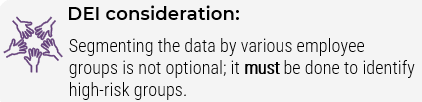 DEI consideration:
Segmenting the data by various employee
groups is not optional; it must be done to identify
high-risk groups.